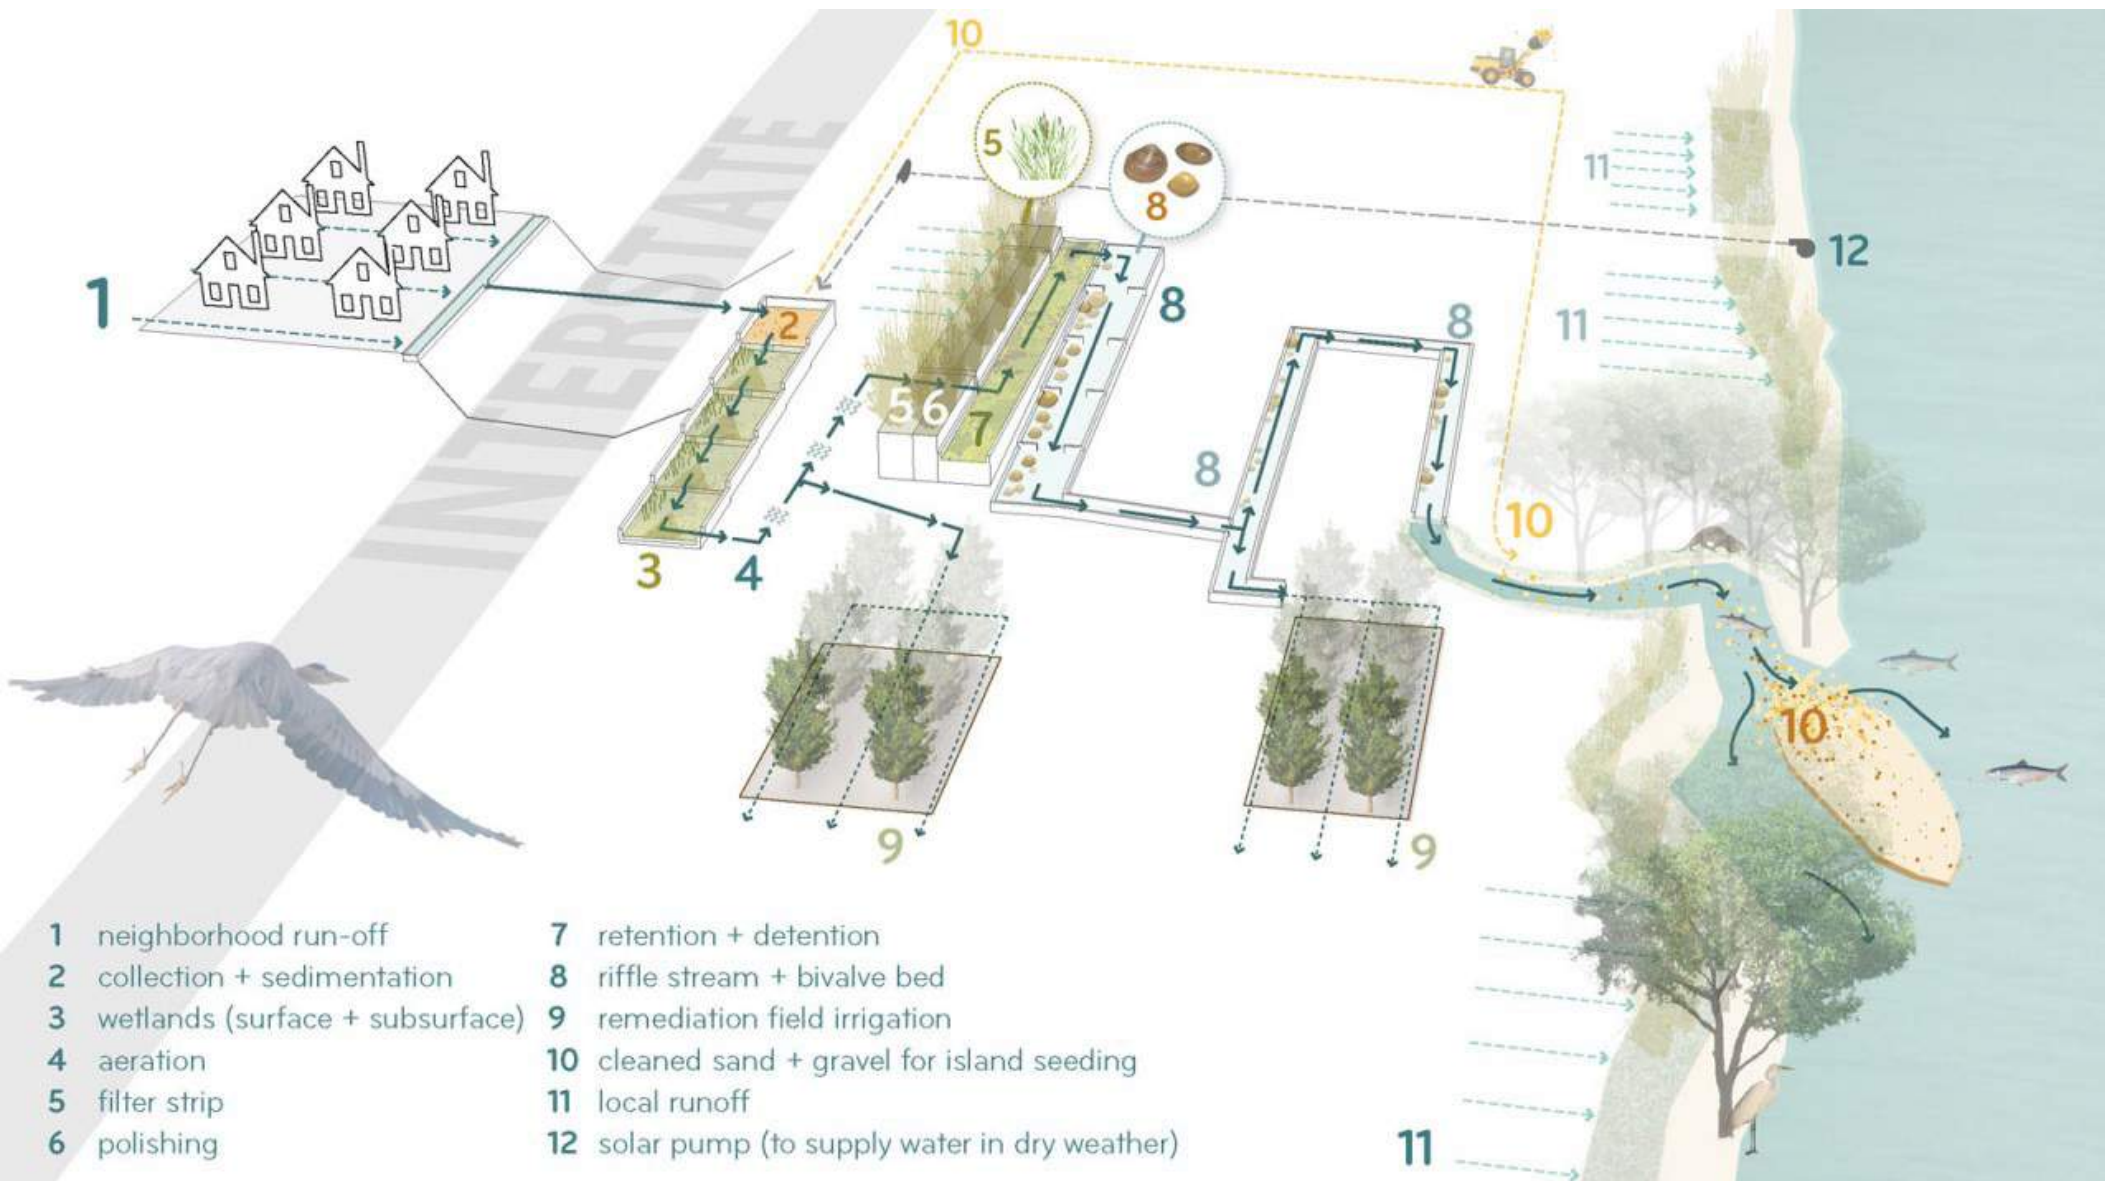 10
5
11
INTERSTATE
8
12
1
2
8
11
8
5 6
7
8
10
3
4
10
9
9
1 neighborhood run-off
2 collection + sedimentation
3 wetlands (surface + subsurface)
4 aeration
5 filter strip
6 polishing
7 retention + detention
8 riffle stream + bivalve bed
9 remediation field irrigation
10 cleaned sand + gravel for island seeding
11 local runoff
12 solar pump (to supply water in dry weather)
11